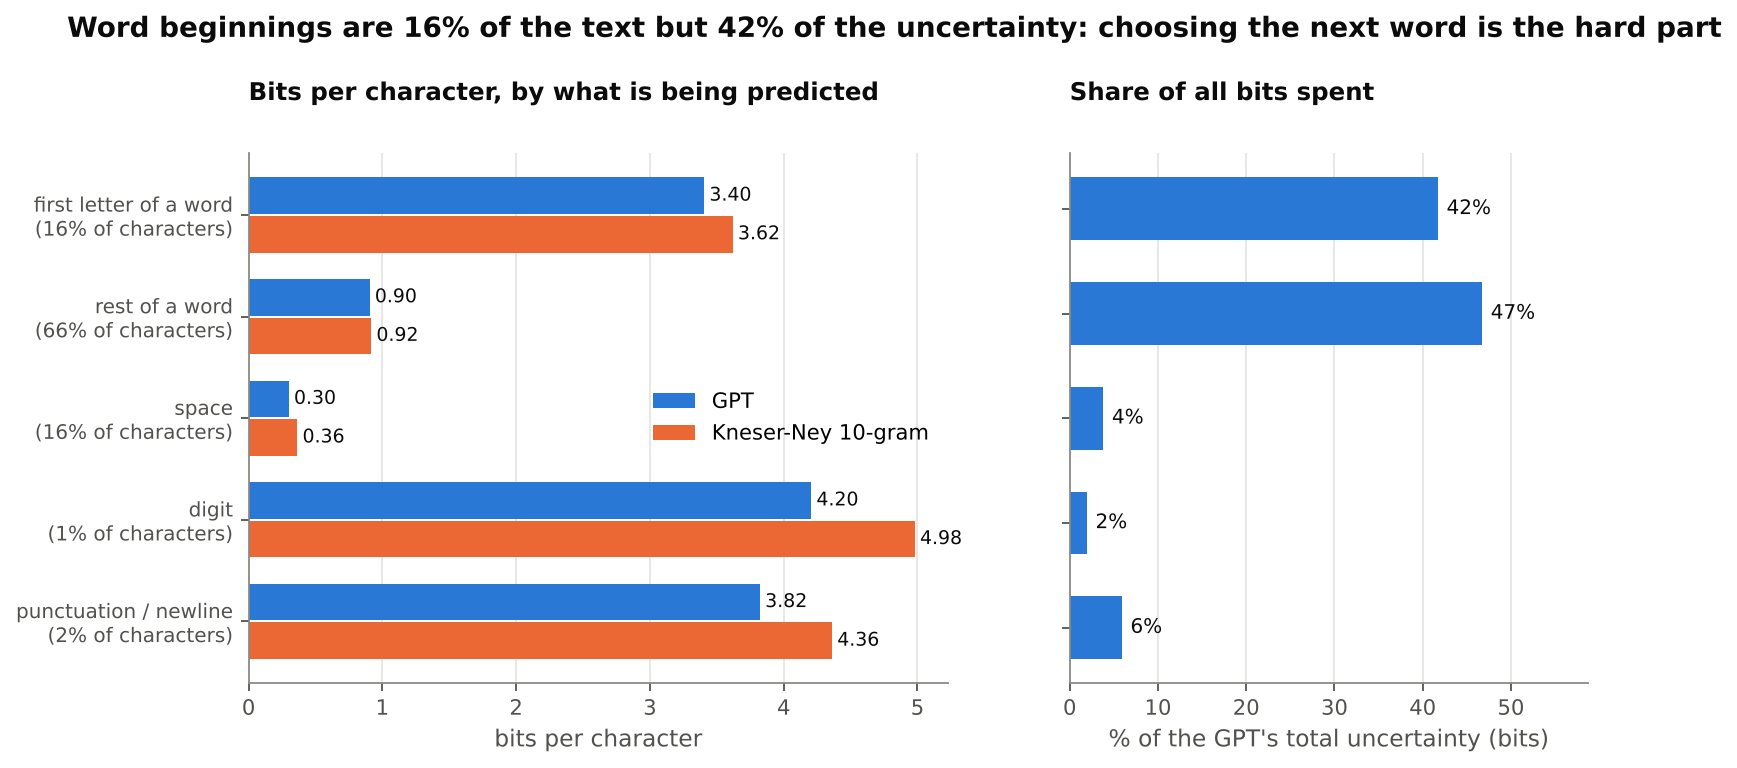 Word beginnings are 16% of the text but 42% of the uncertainty: choosing the next word is the hard part
Bits per character, by what is being predicted
first letter of a word
(16% of characters)
3.40
3.62
rest of a word
(66% of characters)
0.90
0.92
space
(16% of characters)
0.30
0.36
GPT
Kneser-Ney 10-gram
digit
(1% of characters)
4.20
4.98
punctuation / newline
(2% of characters)
3.82
4.36
0 1 2 3 4 5
bits per character
Share of all bits spent
42%
47%
4%
2%
6%
0 10 20 30 40 50
% of the GPT's total uncertainty (bits)